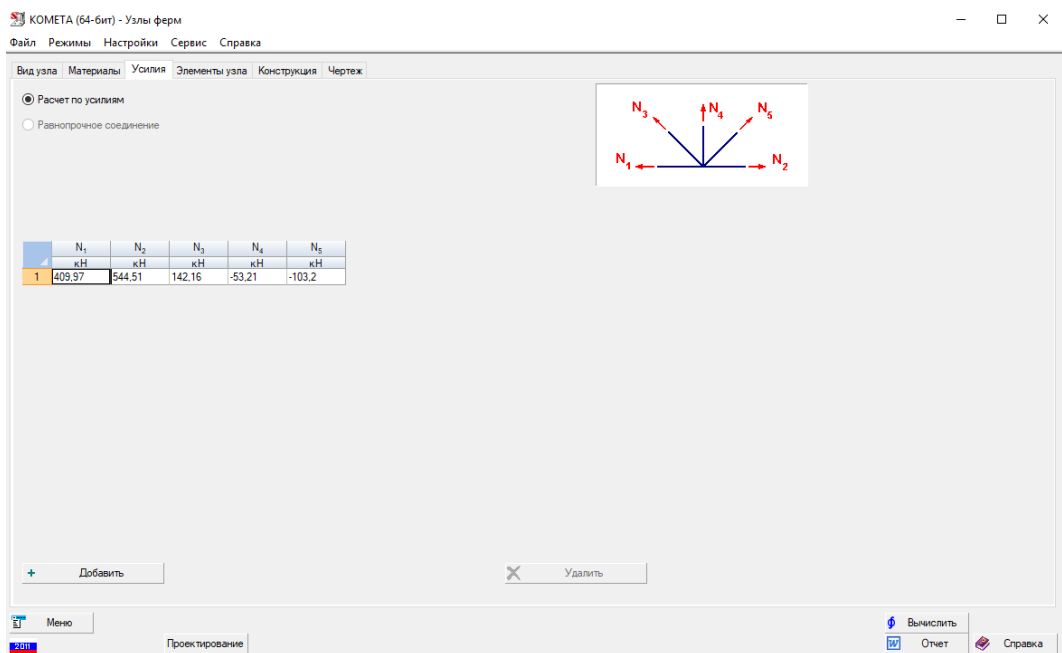 КОМЕТА (64-бит) - Узлы ферм
Файл Режимы Настройки Сервис Справка
Вид узла Материалы Усилия Элементы узла Конструкция Чертеж
Расчет по усилиям
Равнопрочное соединение
N3 N4 N5
N1 N2
N1 N2 N3 N4 N5
кН кН кН кН кН
1 409,97 544,51 142,16 -53,21 -103,2
+ Добавить Удалить
Меню Вычислить
2011 Проектирование W Отчет Справка